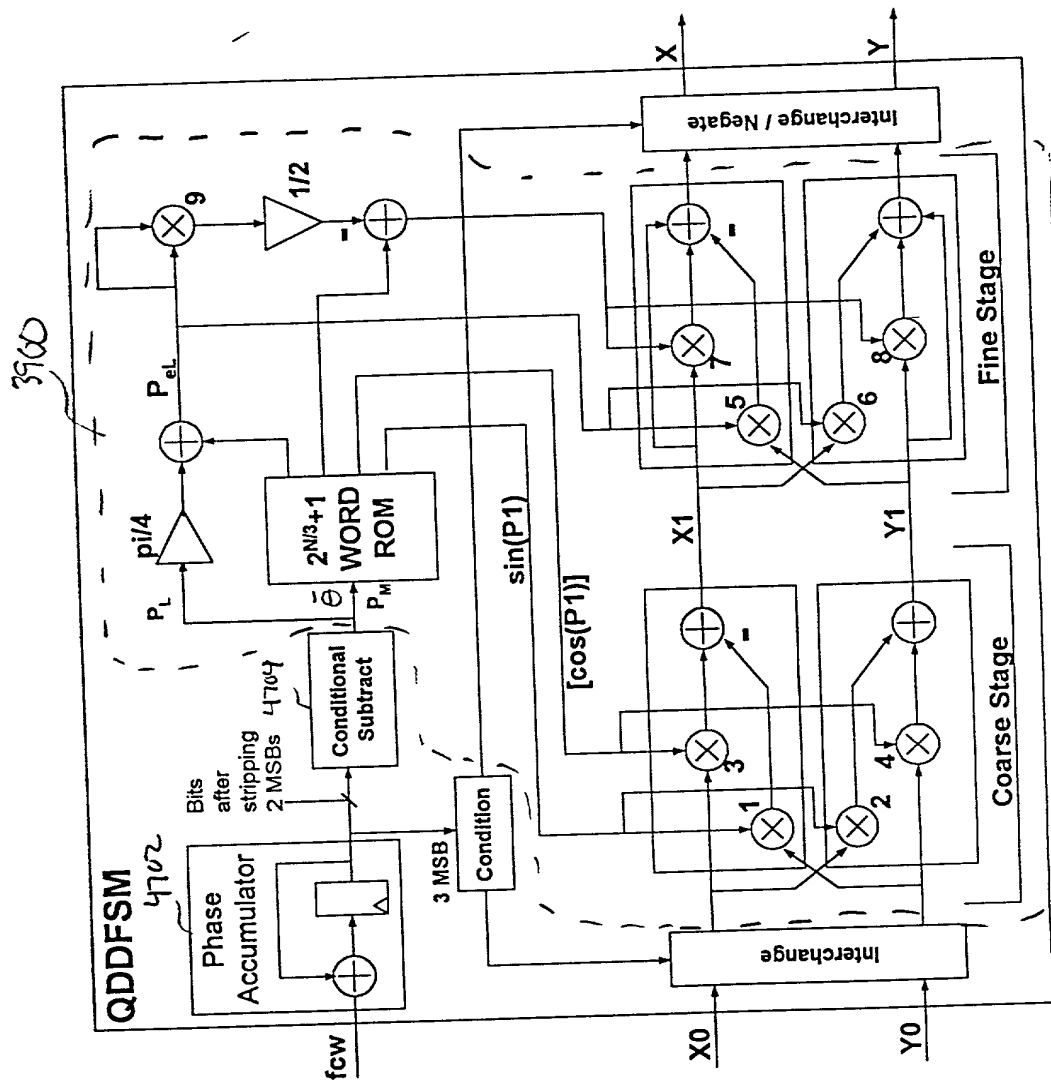 QDDFSM
4702
Phase
Accumulator
fcw
Bits
after
stripping
2 MSBs
4704
Conditional
Subtract
3 MSB
Condition
P_L
pi/4
P_eL
3900
9
1/2
-
θ̄
P_M
2^{N/3}+1
WORD
ROM
sin(P1)
[cos(P1)]
X0
Y0
Interchange
1
2
3
4
-
Coarse Stage
X1
Y1
5
6
7
8
-
Fine Stage
Interchange / Negate
X
Y